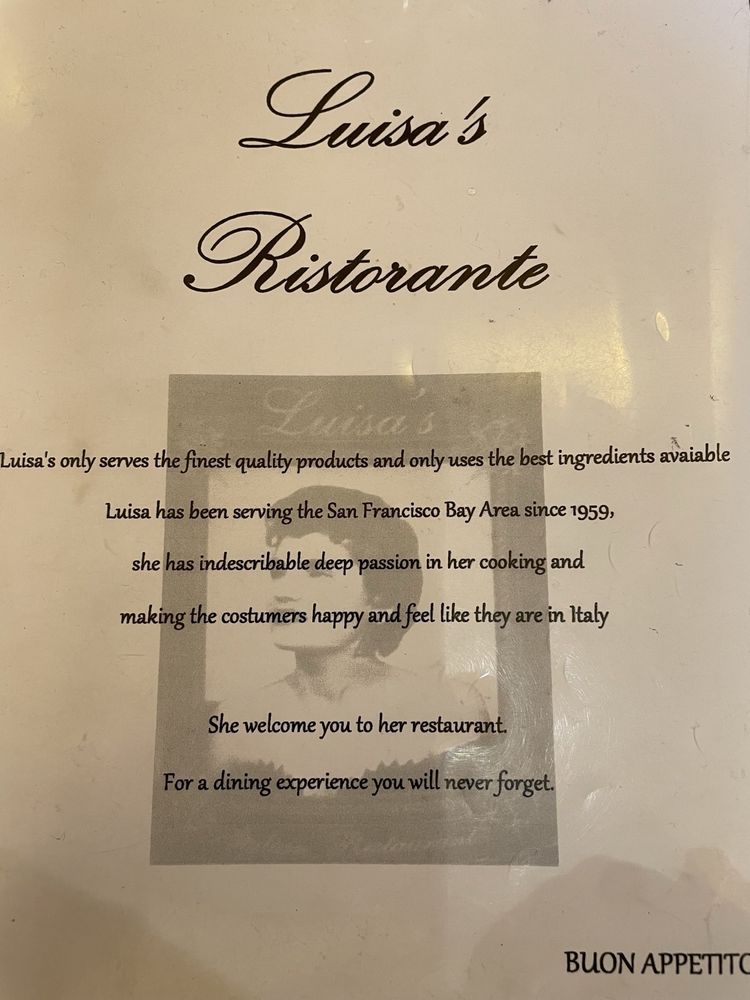 Luisa's
Ristorante
Luisa's
Luisa's only serves the finest quality products and only uses the best ingredients avaiable
Luisa has been serving the San Francisco Bay Area since 1959,
she has indescribable deep passion in her cooking and
making the costumers happy and feel like they are in Italy
She welcome you to her restaurant.
For a dining experience you will never forget.
Restaurant
BUON APPETITO